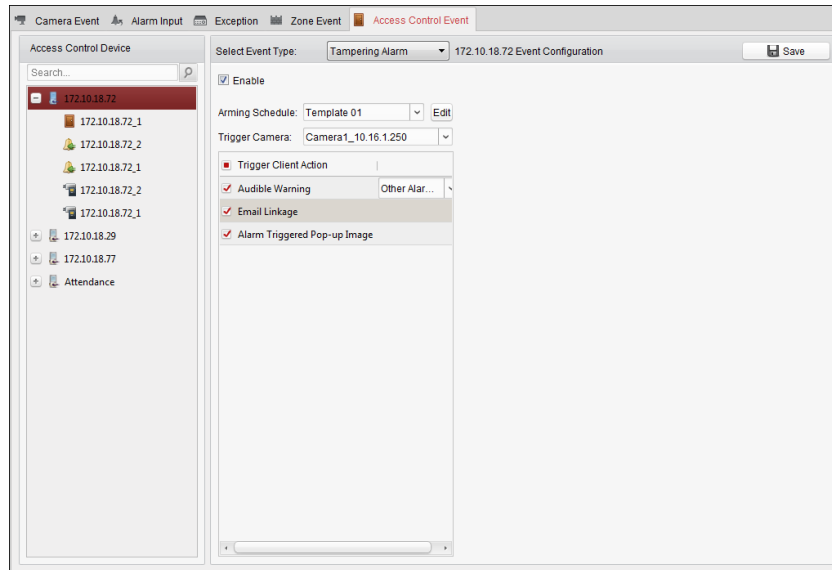 Camera Event Alarm Input Exception Zone Event Access Control Event
Access Control Device
Search...
172.10.18.72
172.10.18.72_1
172.10.18.72_2
172.10.18.72_1
172.10.18.72_2
172.10.18.72_1
172.10.18.29
172.10.18.77
Attendance
Select Event Type: Tampering Alarm 172.10.18.72 Event Configuration Save
Enable
Arming Schedule: Template 01 Edit
Trigger Camera: Camera1_10.16.1.250
Trigger Client Action
Audible Warning Other Alar...
Email Linkage
Alarm Triggered Pop-up Image